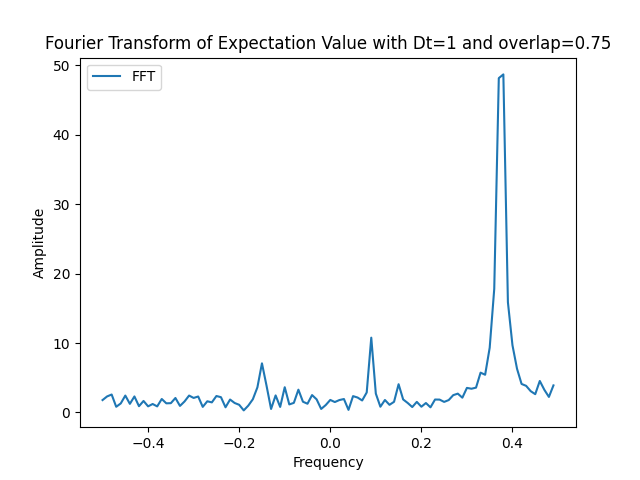 Fourier Transform of Expectation Value with Dt=1 and overlap=0.75
FFT
50
40
30
20
10
0
Amplitude
−0.4
−0.2
0.0
0.2
0.4
Frequency